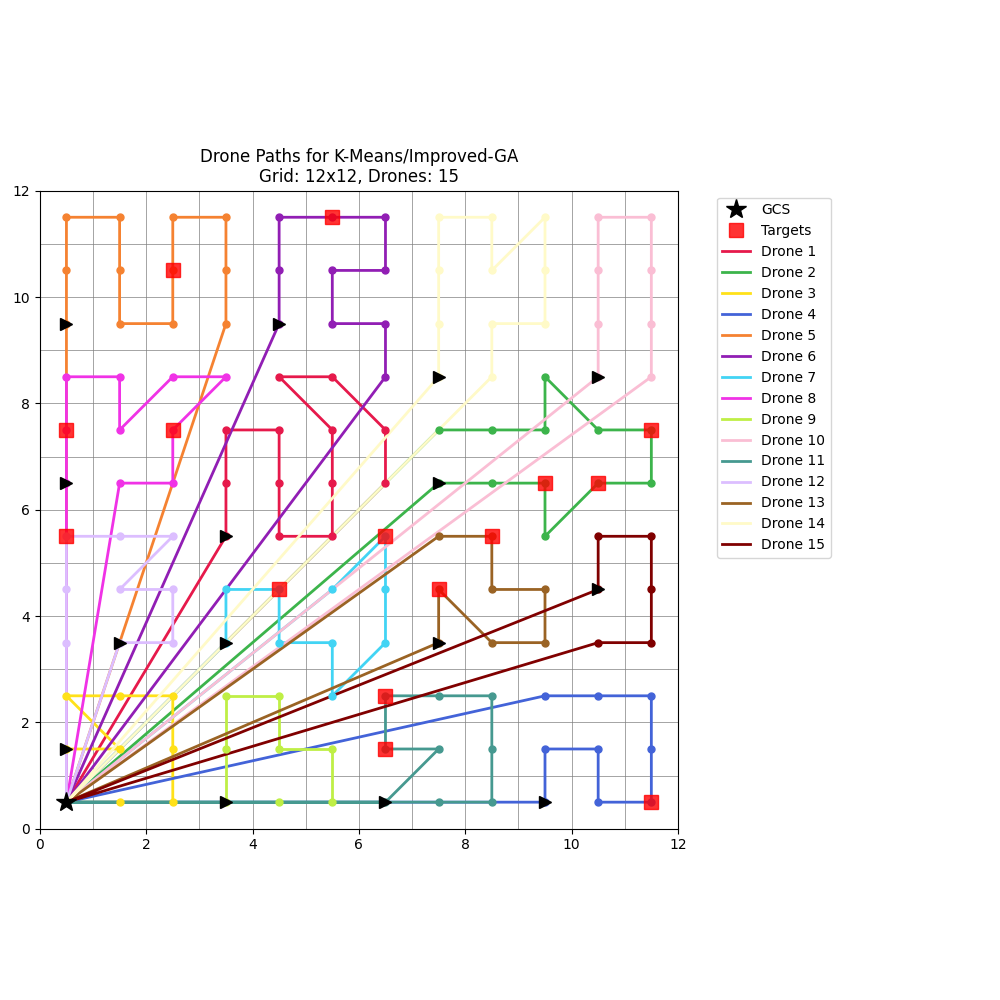 Drone Paths for K-Means/Improved-GA
Grid: 12x12, Drones: 15
12
10
8
6
4
2
0
0 2 4 6 8 10 12
GCS
Targets
Drone 1
Drone 2
Drone 3
Drone 4
Drone 5
Drone 6
Drone 7
Drone 8
Drone 9
Drone 10
Drone 11
Drone 12
Drone 13
Drone 14
Drone 15